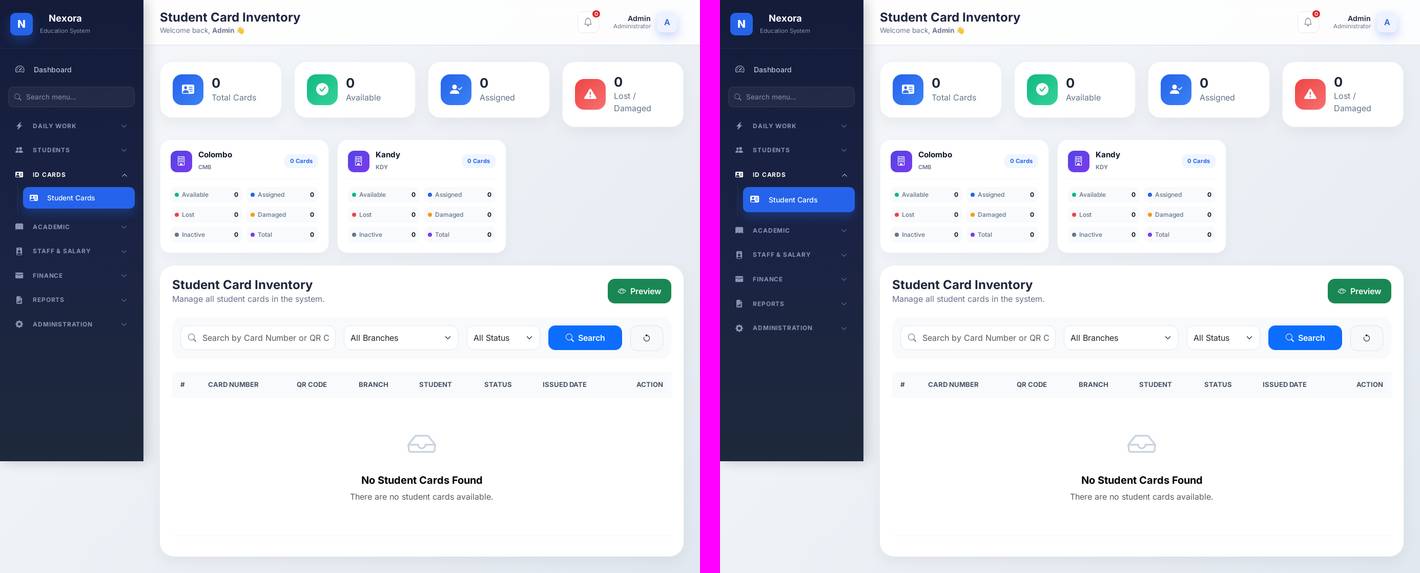 N
Nexora
Education System
Dashboard
Search menu...
DAILY WORK
STUDENTS
ID CARDS
Student Cards
ACADEMIC
STAFF & SALARY
FINANCE
REPORTS
ADMINISTRATION
Student Card Inventory
Welcome back, Admin 👋
0
Admin
Administrator
A
0
Total Cards
0
Available
0
Assigned
0
Lost /
Damaged
Colombo
CMB
0 Cards
Available 0 Assigned 0
Lost 0 Damaged 0
Inactive 0 Total 0
Kandy
KDY
0 Cards
Available 0 Assigned 0
Lost 0 Damaged 0
Inactive 0 Total 0
Student Card Inventory
Manage all student cards in the system.
Preview
Search by Card Number or QR C
All Branches
All Status
Search
# CARD NUMBER QR CODE BRANCH STUDENT STATUS ISSUED DATE ACTION
No Student Cards Found
There are no student cards available.
N
Nexora
Education System
Dashboard
Search menu...
DAILY WORK
STUDENTS
ID CARDS
Student Cards
ACADEMIC
STAFF & SALARY
FINANCE
REPORTS
ADMINISTRATION
Student Card Inventory
Welcome back, Admin 👋
0
Admin
Administrator
A
0
Total Cards
0
Available
0
Assigned
0
Lost /
Damaged
Colombo
CMB
0 Cards
Available 0 Assigned 0
Lost 0 Damaged 0
Inactive 0 Total 0
Kandy
KDY
0 Cards
Available 0 Assigned 0
Lost 0 Damaged 0
Inactive 0 Total 0
Student Card Inventory
Manage all student cards in the system.
Preview
Search by Card Number or QR C
All Branches
All Status
Search
# CARD NUMBER QR CODE BRANCH STUDENT STATUS ISSUED DATE ACTION
No Student Cards Found
There are no student cards available.